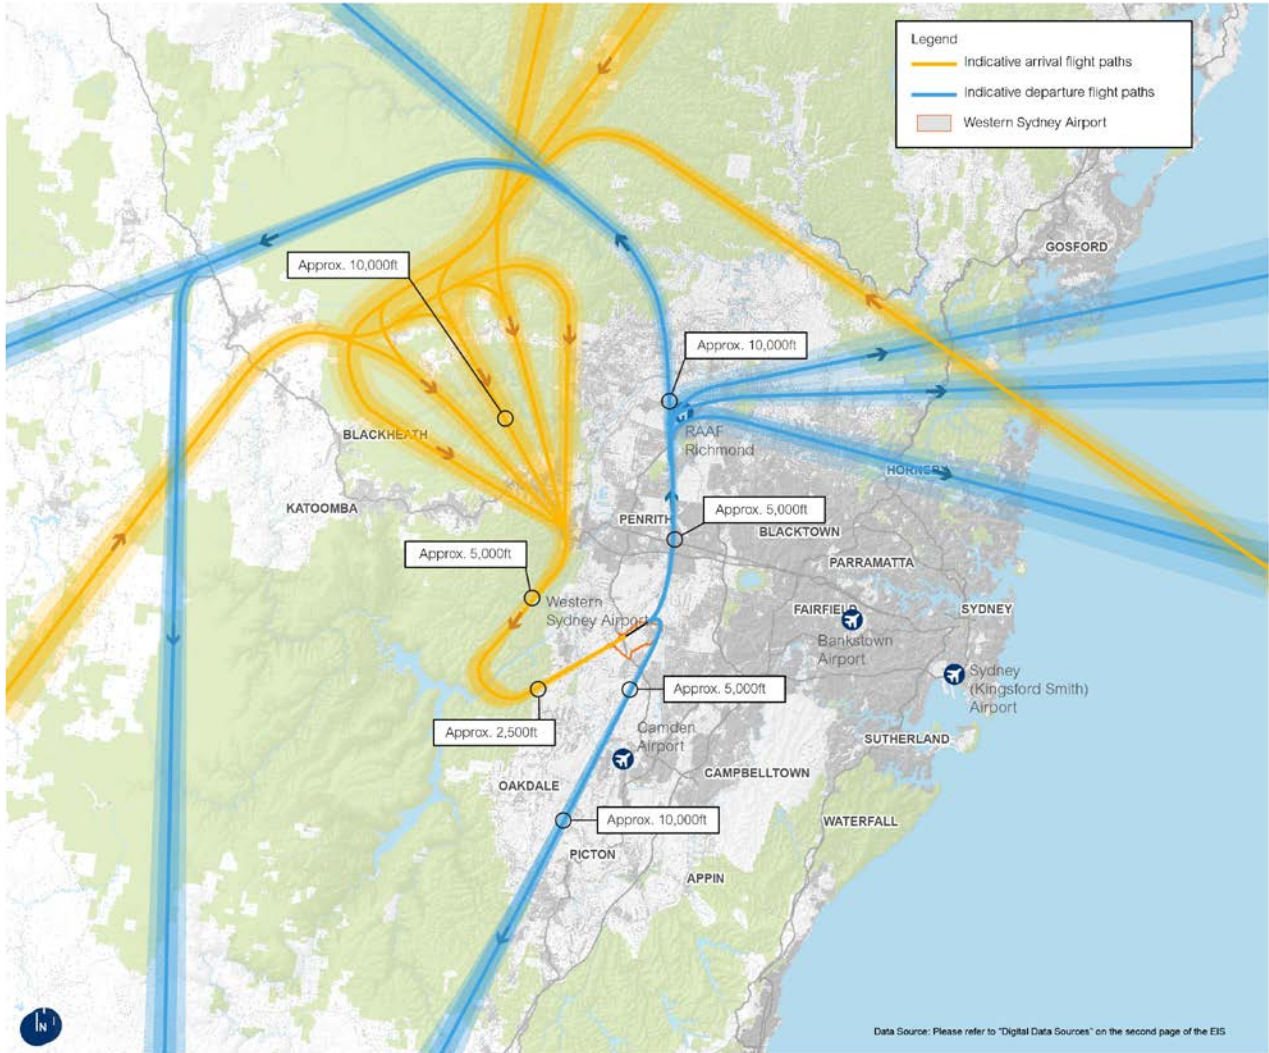 Legend
Indicative arrival flight paths
Indicative departure flight paths
Western Sydney Airport
GOSFORD
Approx. 10,000ft
Approx. 10,000ft
RAAF
Richmond
BLACKHEATH
HORNSBY
KATOOMBA
PENRITH
Approx. 5,000ft
BLACKTOWN
Approx. 5,000ft
PARRAMATTA
Western
Sydney Airport
FAIRFIELD
SYDNEY
Bankstown
Airport
Sydney
(Kingsford Smith)
Airport
Approx. 5,000ft
Approx. 2,500ft
Camden
Airport
SUTHERLAND
OAKDALE
CAMPBELLTOWN
Approx. 10,000ft
WATERFALL
PICTON
APPIN
N
Data Source: Please refer to "Digital Data Sources" on the second page of the EIS